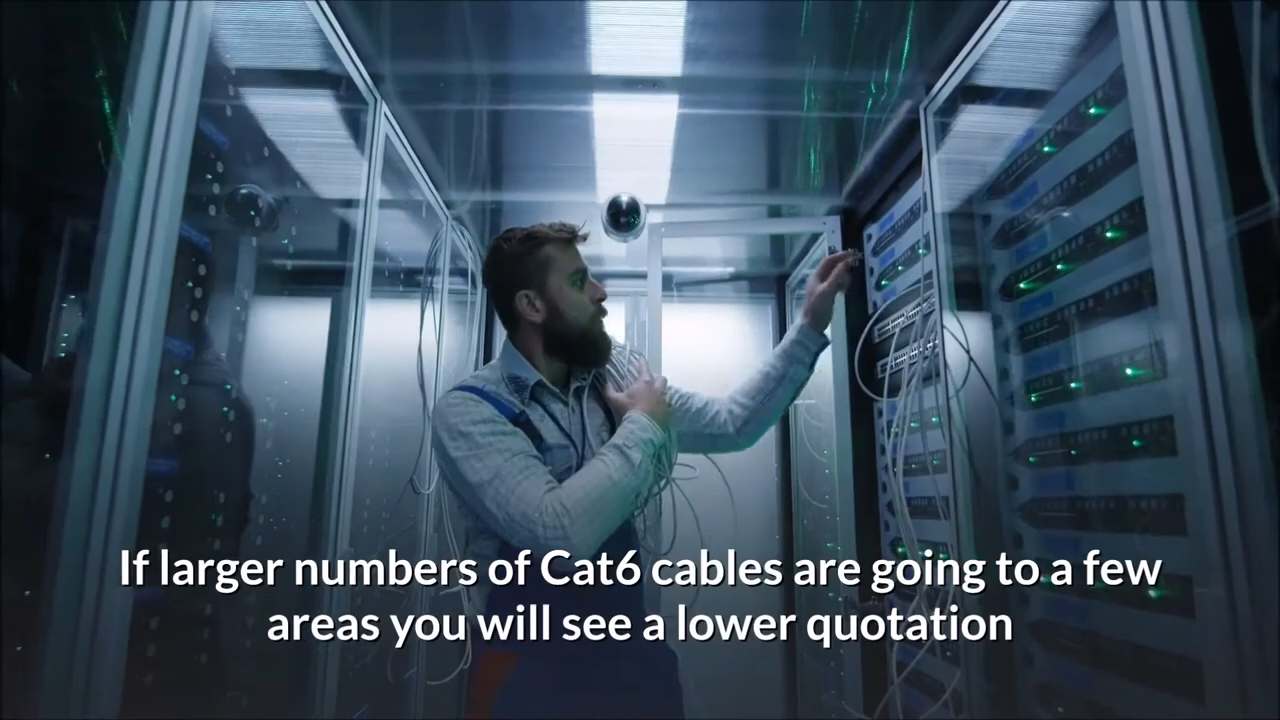 If larger numbers of Cat6 cables are going to a few
areas you will see a lower quotation